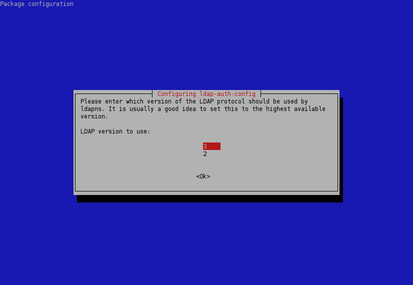 Package configuration
Configuring ldap-auth-config
Please enter which version of the LDAP protocol should be used by
ldapns. It is usually a good idea to set this to the highest available
version.
LDAP version to use:
3
2
<Ok>